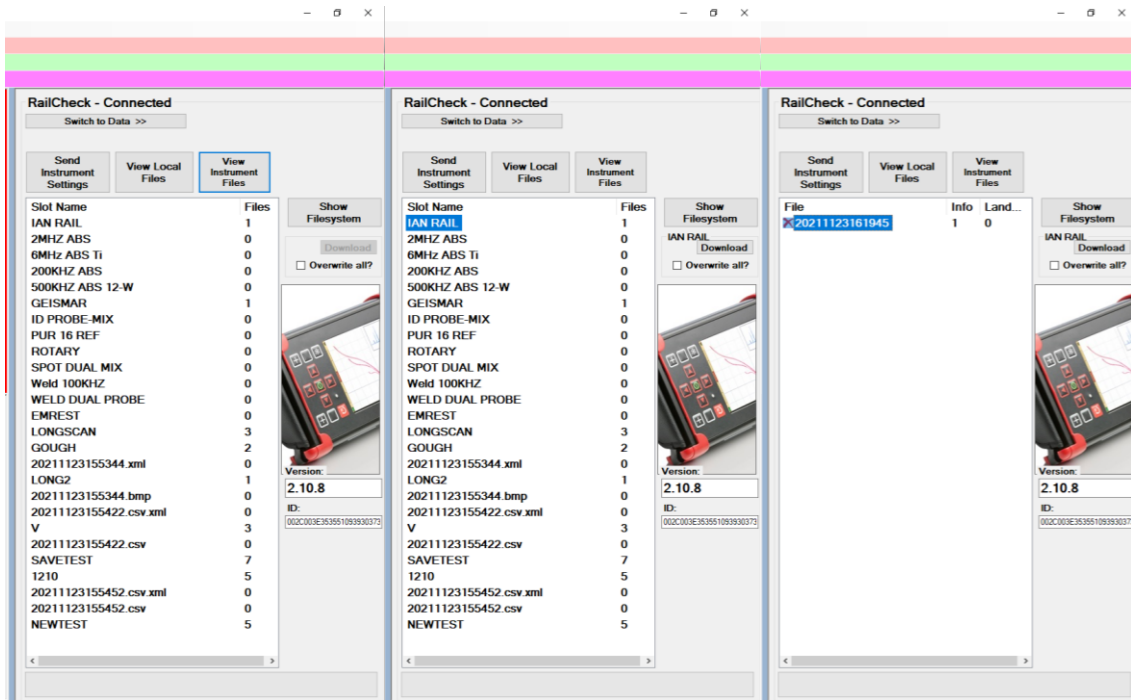 RailCheck - Connected
Switch to Data >>
Send Instrument Settings
View Local Files
View Instrument Files
Slot Name Files
IAN RAIL 1
2MHZ ABS 0
6MHz ABS Ti 0
200KHZ ABS 0
500KHZ ABS 12-W 0
GEISMAR 1
ID PROBE-MIX 0
PUR 16 REF 0
ROTARY 0
SPOT DUAL MIX 0
Weld 100KHZ 0
WELD DUAL PROBE 0
EMREST 0
LONGSCAN 3
GOUGH 2
20211123155344.xml 0
LONG2 1
20211123155344.bmp 0
20211123155422.csv.xml 0
V 3
20211123155422.csv 0
SAVETEST 7
1210 5
20211123155452.csv.xml 0
20211123155452.csv 0
NEWTEST 5
Show Filesystem
Download
Overwrite all?
Version:
2.10.8
ID:
002C003E3535510939303​73
RailCheck - Connected
Switch to Data >>
Send Instrument Settings
View Local Files
View Instrument Files
Slot Name Files
IAN RAIL 1
2MHZ ABS 0
6MHz ABS Ti 0
200KHZ ABS 0
500KHZ ABS 12-W 0
GEISMAR 1
ID PROBE-MIX 0
PUR 16 REF 0
ROTARY 0
SPOT DUAL MIX 0
Weld 100KHZ 0
WELD DUAL PROBE 0
EMREST 0
LONGSCAN 3
GOUGH 2
20211123155344.xml 0
LONG2 1
20211123155344.bmp 0
20211123155422.csv.xml 0
V 3
20211123155422.csv 0
SAVETEST 7
1210 5
20211123155452.csv.xml 0
20211123155452.csv 0
NEWTEST 5
Show Filesystem
IAN RAIL
Download
Overwrite all?
Version:
2.10.8
ID:
002C003E353551093930373
RailCheck - Connected
Switch to Data >>
Send Instrument Settings
View Local Files
View Instrument Files
File Info Land...
20211123161945 1 0
Show Filesystem
IAN RAIL
Download
Overwrite all?
Version:
2.10.8
ID:
002C003E353551093930373